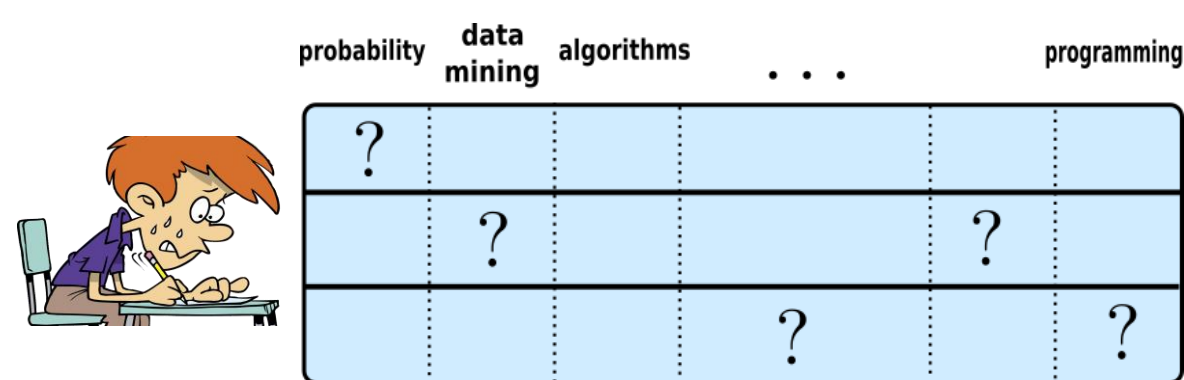 probability data mining algorithms . . . programming
?
? ?
? ?